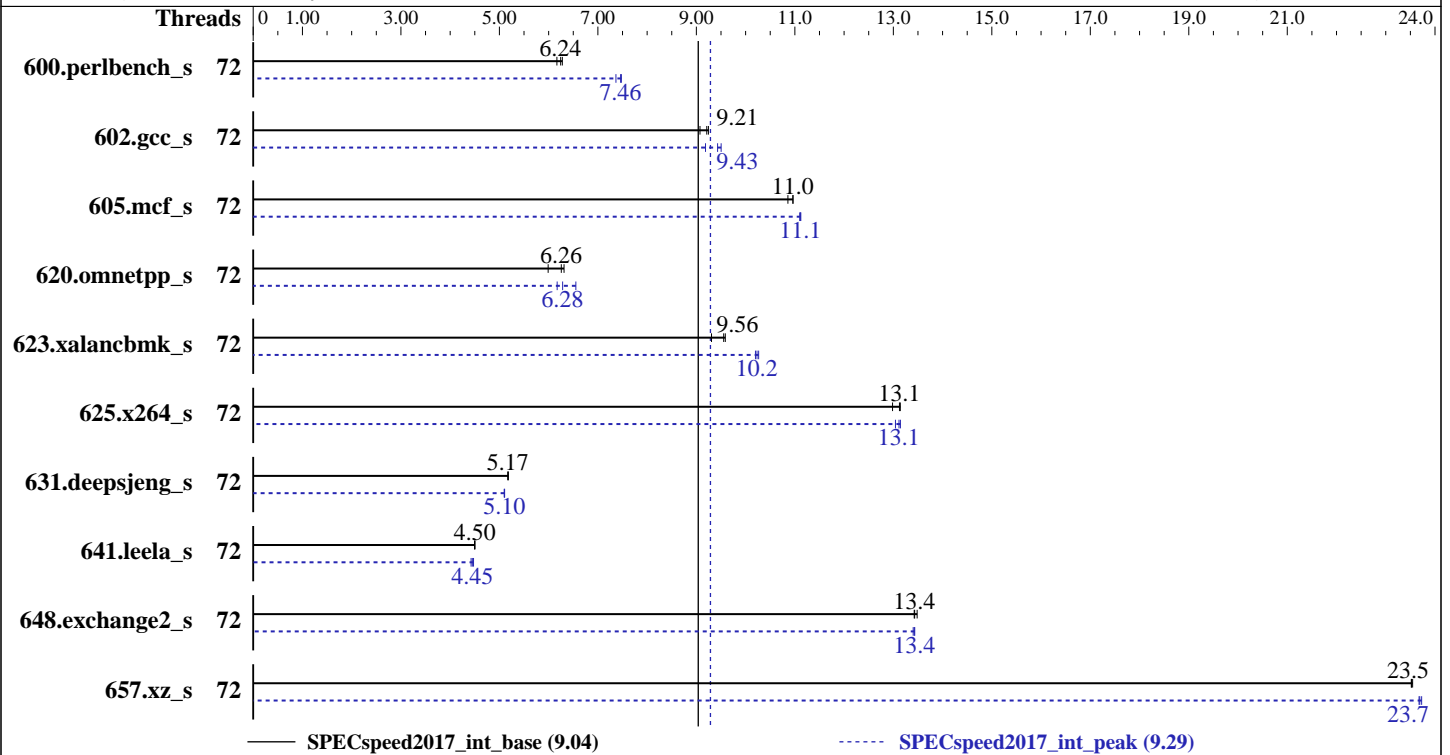 Threads 0 1.00 3.00 5.00 7.00 9.00 11.0 13.0 15.0 17.0 19.0 21.0 24.0
6.24
600.perlbench_s 72
7.46
9.21
602.gcc_s 72
9.43
11.0
605.mcf_s 72
11.1
6.26
620.omnetpp_s 72
6.28
9.56
623.xalancbmk_s 72
10.2
13.1
625.x264_s 72
13.1
5.17
631.deepsjeng_s 72
5.10
4.50
641.leela_s 72
4.45
13.4
648.exchange2_s 72
13.4
23.5
657.xz_s 72
23.7
SPECspeed2017_int_base (9.04) SPECspeed2017_int_peak (9.29)